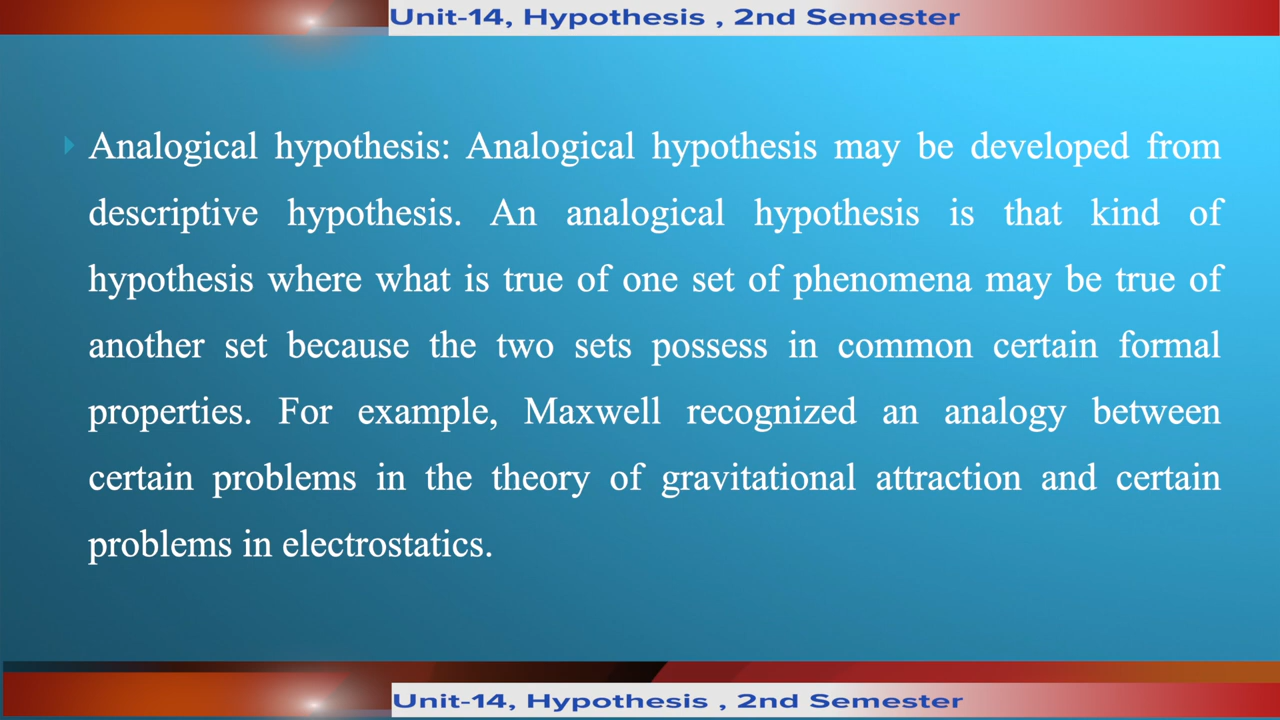 Unit-14, Hypothesis , 2nd Semester
Analogical hypothesis: Analogical hypothesis may be developed from
descriptive hypothesis. An analogical hypothesis is that kind of
hypothesis where what is true of one set of phenomena may be true of
another set because the two sets possess in common certain formal
properties. For example, Maxwell recognized an analogy between
certain problems in the theory of gravitational attraction and certain
problems in electrostatics.
Unit-14, Hypothesis , 2nd Semester